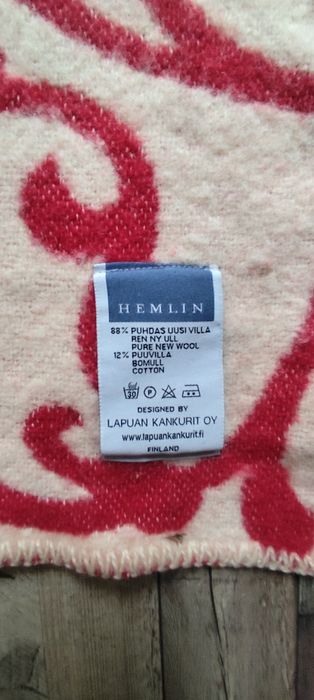 HEMLIN
88% PUHDAS UUSI VILLA
REN NY ULL
PURE NEW WOOL
12% PUUVILLA
BOMULL
COTTON
30 P
DESIGNED BY
LAPUAN KANKURIT OY
www.lapuankankurit.fi
FINLAND